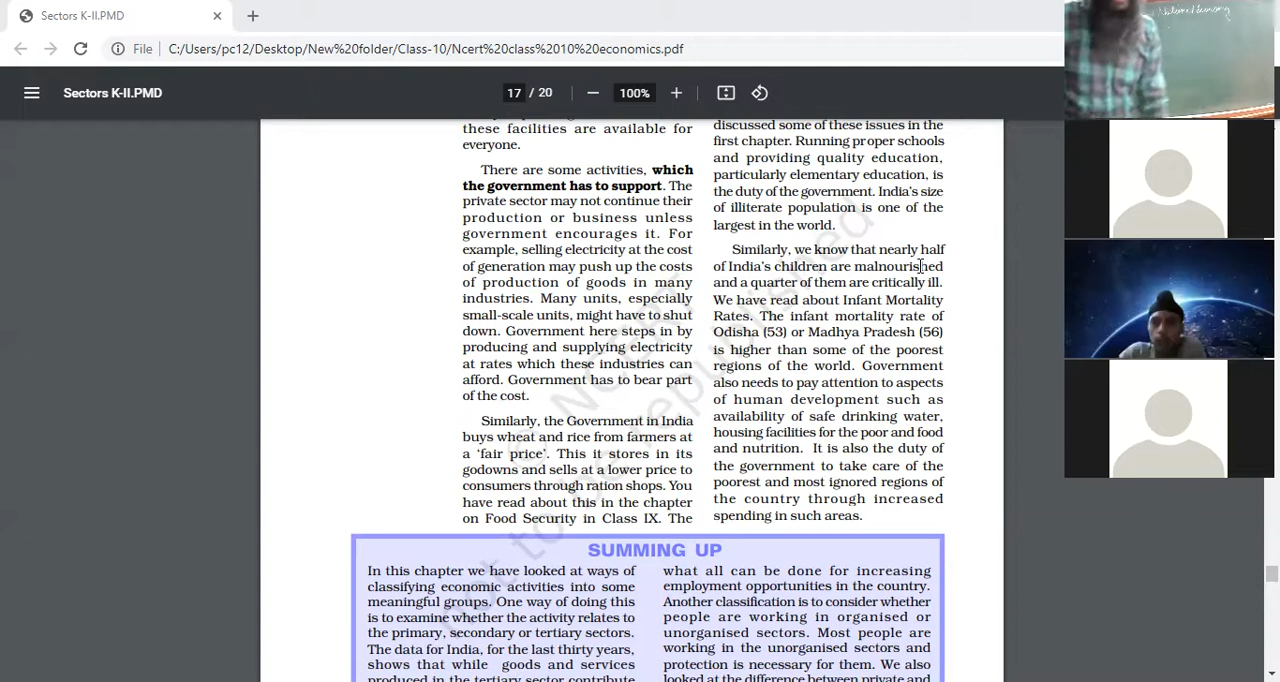 Sectors K-II.PMD
File
C:/Users/pc12/Desktop/New%20folder/Class-10/Ncert%20class%2010%20economics.pdf
Sectors K-II.PMD
17 / 20
100%
these facilities are available for
everyone.
There are some activities, which
the government has to support. The
private sector may not continue their
production or business unless
government encourages it. For
example, selling electricity at the cost
of generation may push up the costs
of production of goods in many
industries. Many units, especially
small-scale units, might have to shut
down. Government here steps in by
producing and supplying electricity
at rates which these industries can
afford. Government has to bear part
of the cost.
Similarly, the Government in India
buys wheat and rice from farmers at
a ‘fair price’. This it stores in its
godowns and sells at a lower price to
consumers through ration shops. You
have read about this in the chapter
on Food Security in Class IX. The
discussed some of these issues in the
first chapter. Running proper schools
and providing quality education,
particularly elementary education, is
the duty of the government. India’s size
of illiterate population is one of the
largest in the world.
Similarly, we know that nearly half
of India’s children are malnourished
and a quarter of them are critically ill.
We have read about Infant Mortality
Rates. The infant mortality rate of
Odisha (53) or Madhya Pradesh (56)
is higher than some of the poorest
regions of the world. Government
also needs to pay attention to aspects
of human development such as
availability of safe drinking water,
housing facilities for the poor and food
and nutrition. It is also the duty of
the government to take care of the
poorest and most ignored regions of
the country through increased
spending in such areas.
© NCERT
not to be republished
SUMMING UP
In this chapter we have looked at ways of
classifying economic activities into some
meaningful groups. One way of doing this
is to examine whether the activity relates to
the primary, secondary or tertiary sectors.
The data for India, for the last thirty years,
shows that while goods and services
produced in the tertiary sector contribute
what all can be done for increasing
employment opportunities in the country.
Another classification is to consider whether
people are working in organised or
unorganised sectors. Most people are
working in the unorganised sectors and
protection is necessary for them. We also
looked at the difference between private and